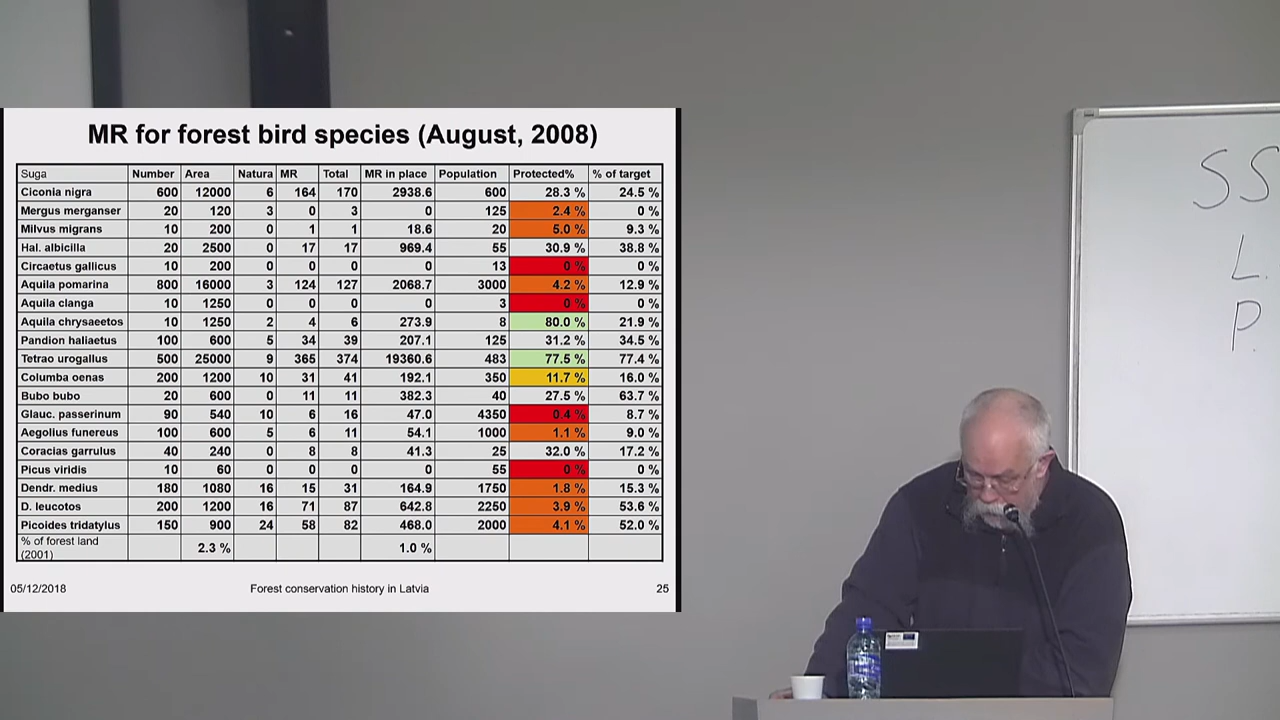 MR for forest bird species (August, 2008)
Suga Number Area Natura MR Total MR in place Population Protected% % of target
Ciconia nigra 600 12000 6 164 170 2938.6 600 28.3 % 24.5 %
Mergus merganser 20 120 3 0 3 0 125 2.4 % 0 %
Milvus migrans 10 200 0 1 1 18.6 20 5.0 % 9.3 %
Hal. albicilla 20 2500 0 17 17 969.4 55 30.9 % 38.8 %
Circaetus gallicus 10 200 0 0 0 0 13 0 % 0 %
Aquila pomarina 800 16000 3 124 127 2068.7 3000 4.2 % 12.9 %
Aquila clanga 10 1250 0 0 0 0 3 0 % 0 %
Aquila chrysaeetos 10 1250 2 4 6 273.9 8 80.0 % 21.9 %
Pandion haliaetus 100 600 5 34 39 207.1 125 31.2 % 34.5 %
Tetrao urogallus 500 25000 9 365 374 19360.6 483 77.5 % 77.4 %
Columba oenas 200 1200 10 31 41 192.1 350 11.7 % 16.0 %
Bubo bubo 20 600 0 11 11 382.3 40 27.5 % 63.7 %
Glauc. passerinum 90 540 10 6 16 47.0 4350 0.4 % 8.7 %
Aegolius funereus 100 600 5 6 11 54.1 1000 1.1 % 9.0 %
Coracias garrulus 40 240 0 8 8 41.3 25 32.0 % 17.2 %
Picus viridis 10 60 0 0 0 0 55 0 % 0 %
Dendr. medius 180 1080 16 15 31 164.9 1750 1.8 % 15.3 %
D. leucotos 200 1200 16 71 87 642.8 2250 3.9 % 53.6 %
Picoides tridatylus 150 900 24 58 82 468.0 2000 4.1 % 52.0 %
% of forest land
(2001) 2.3 % 1.0 %
05/12/2018 Forest conservation history in Latvia 25
SS
L.
P.